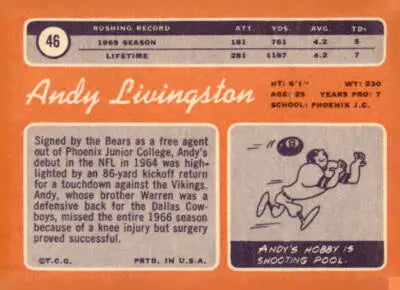 46
RUSHING RECORD ATT. YDS. AVG. TDs
1969 SEASON 181 761 4.2 5
LIFETIME 281 1187 4.2 7
Andy Livingston
HT: 6'1" WT: 230
AGE: 25 YEARS PRO: 7
SCHOOL: PHOENIX J.C.
Signed by the Bears as a free agent
out of Phoenix Junior College, Andy's
debut in the NFL in 1964 was high-
lighted by an 86-yard kickoff return
for a touchdown against the Vikings.
Andy, whose brother Warren was a
defensive back for the Dallas Cow-
boys, missed the entire 1966 season
because of a knee injury but surgery
proved successful.
©T.C.G. PRTD. IN U.S.A.
ANDY'S HOBBY IS
SHOOTING POOL.